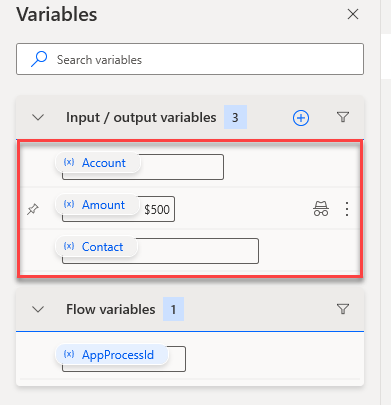 Variables
Search variables
Input / output variables 3
(x) Account
(x) Amount $500
(x) Contact
Flow variables 1
(x) AppProcessId